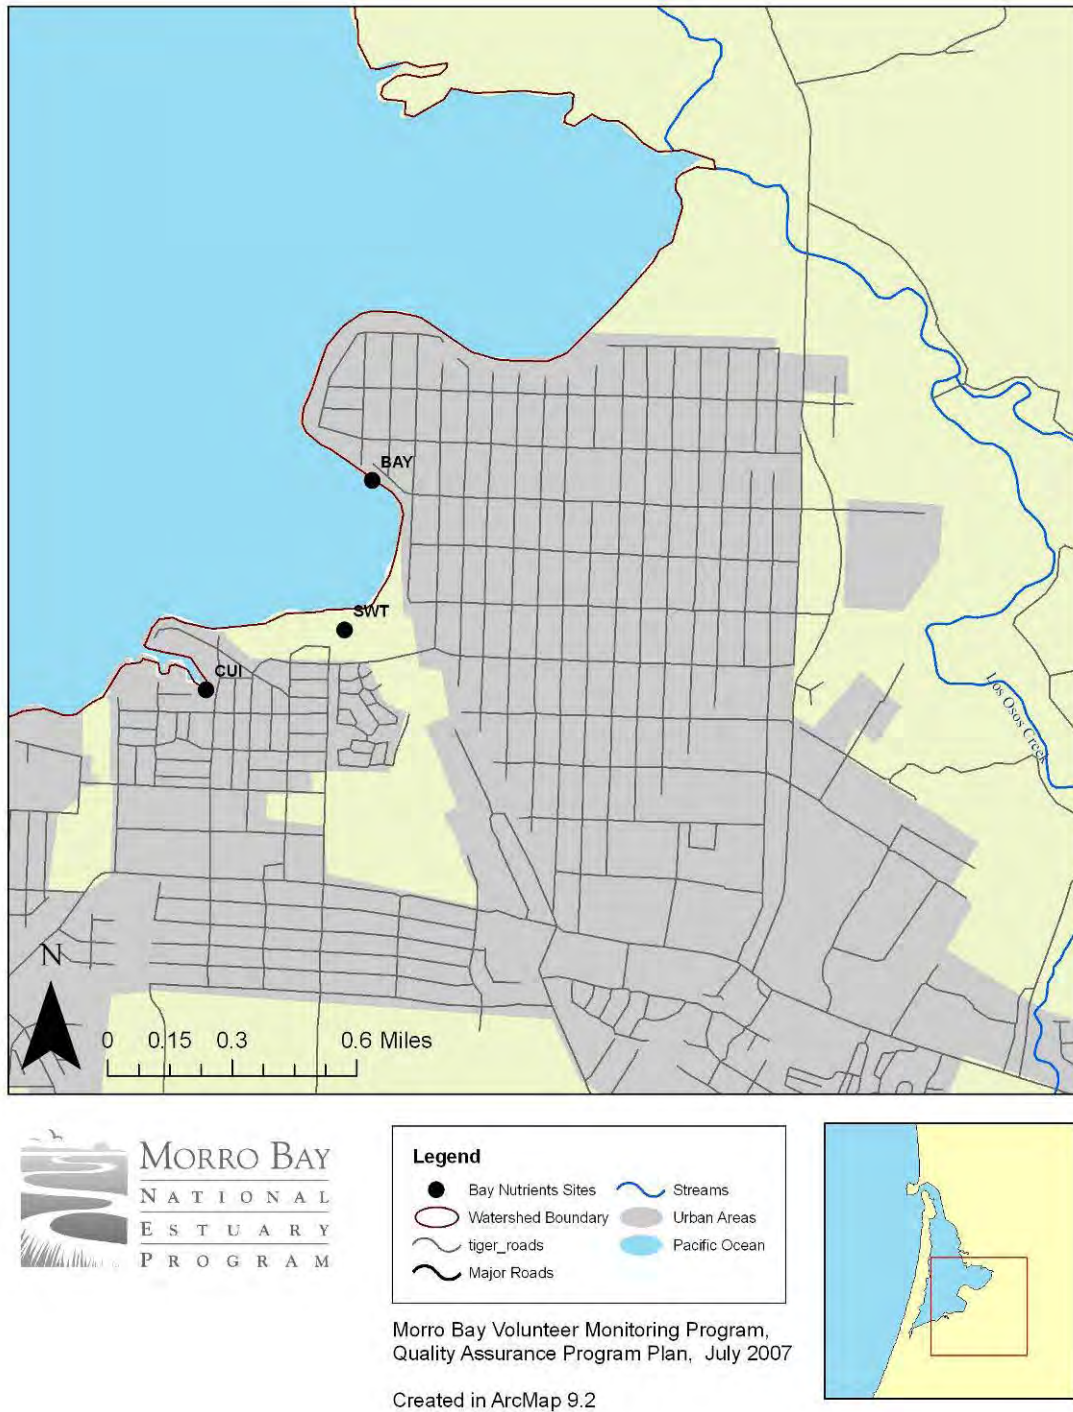 BAY
SWT
CUI
Los Osos Creek
N
0 0.15 0.3 0.6 Miles
MORRO BAY
NATIONAL
ESTUARY
PROGRAM
Legend
Bay Nutrients Sites
Watershed Boundary
tiger_roads
Major Roads
Streams
Urban Areas
Pacific Ocean
Morro Bay Volunteer Monitoring Program,
Quality Assurance Program Plan, July 2007
Created in ArcMap 9.2